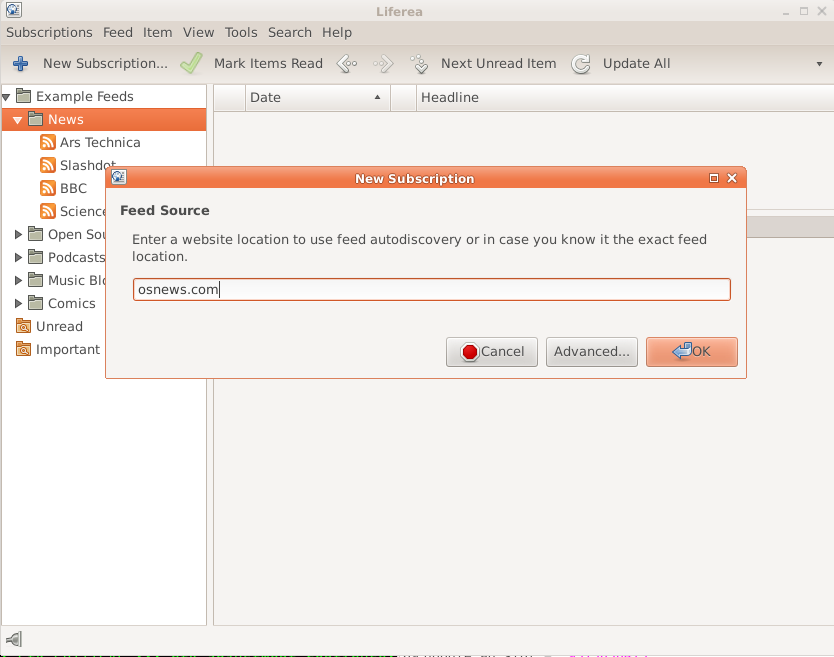 Liferea
Subscriptions Feed Item View Tools Search Help
New Subscription... Mark Items Read Next Unread Item Update All
Example Feeds
Date Headline
News
Ars Technica
Slashdot
BBC
Science
Open Sou
Podcasts
Music Blo
Comics
Unread
Important
New Subscription
Feed Source
Enter a website location to use feed autodiscovery or in case you know it the exact feed
location.
osnews.com
Cancel Advanced... OK